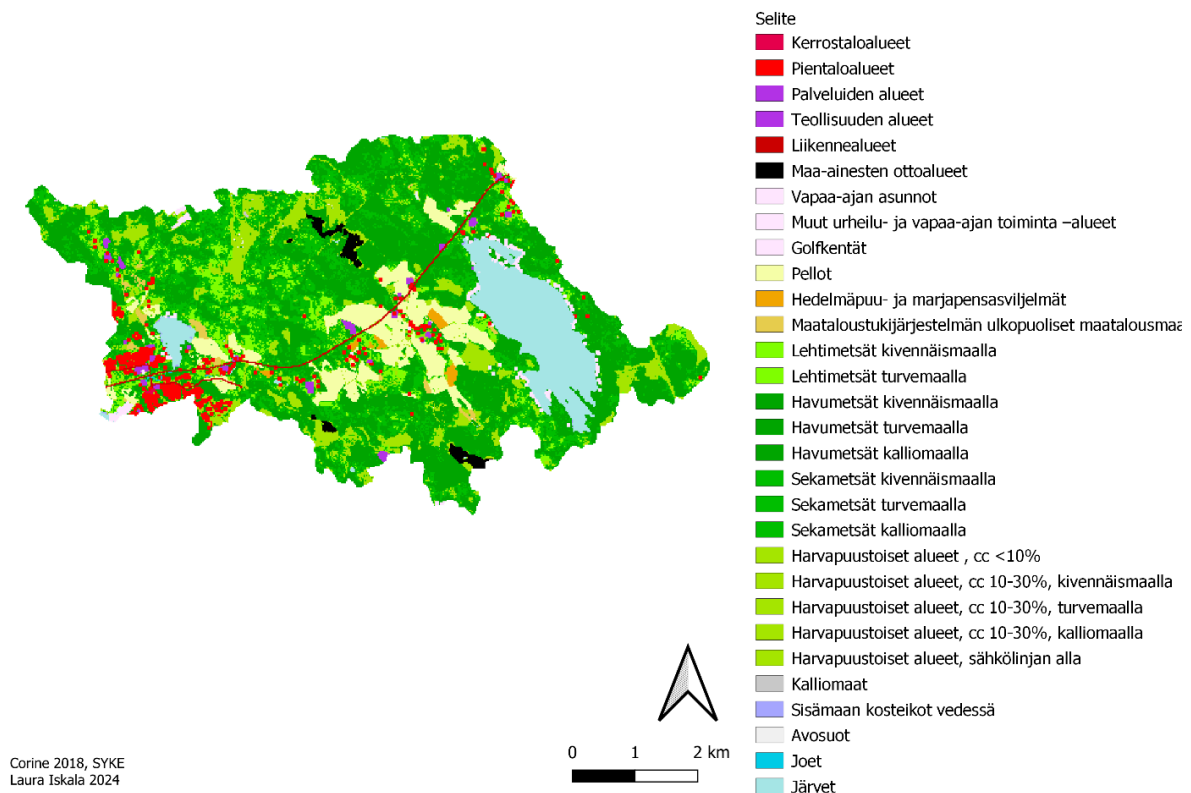 Selite
Kerrostaloalueet
Pientaloalueet
Palveluiden alueet
Teollisuuden alueet
Liikennealueet
Maa-ainesten ottoalueet
Vapaa-ajan asunnot
Muut urheilu- ja vapaa-ajan toiminta –alueet
Golfkentät
Pellot
Hedelmäpuu- ja marjapensasviljelmät
Maataloustukijärjestelmän ulkopuoliset maatalousmaa
Lehtimetsät kivennäismaalla
Lehtimetsät turvemaalla
Havumetsät kivennäismaalla
Havumetsät turvemaalla
Havumetsät kalliomaalla
Sekametsät kivennäismaalla
Sekametsät turvemaalla
Sekametsät kalliomaalla
Harvapuustoiset alueet , cc <10%
Harvapuustoiset alueet, cc 10-30%, kivennäismaalla
Harvapuustoiset alueet, cc 10-30%, turvemaalla
Harvapuustoiset alueet, cc 10-30%, kalliomaalla
Harvapuustoiset alueet, sähkölinjan alla
Kalliomaat
Sisämaan kosteikot vedessä
Avosuot
Joet
Järvet
0 1 2 km
Corine 2018, SYKE
Laura Iskala 2024